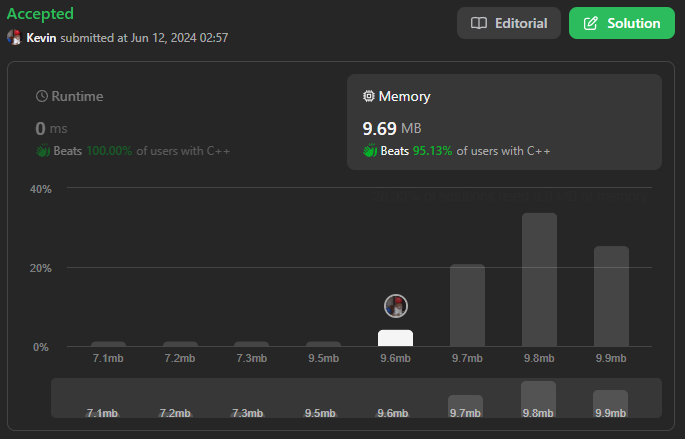 Accepted
Editorial
Solution
Kevin submitted at Jun 12, 2024 02:57
Runtime
Memory
0 ms
9.69 MB
Beats 100.00% of users with C++
Beats 95.13% of users with C++
40%
20%
0%
7.1mb 7.2mb 7.3mb 9.5mb 9.6mb 9.7mb 9.8mb 9.9mb
7.1mb 7.2mb 7.3mb 9.5mb 9.6mb 9.7mb 9.8mb 9.9mb